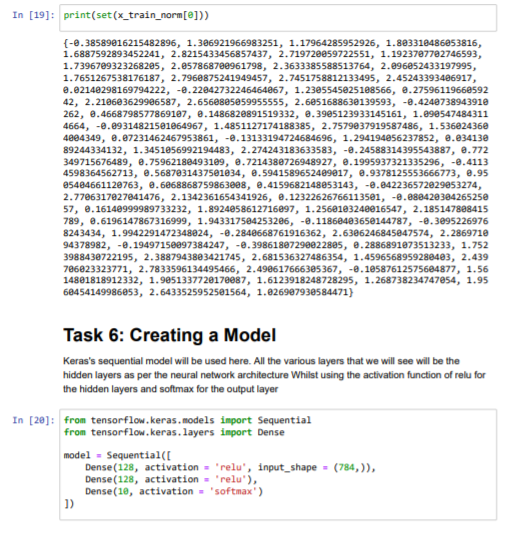 In [19]: print(set(x_train_norm[0]))
{-0.38589016215482896, 1.306921966983251, 1.17964285952926, 1.803310486053816,
1.6887592893452241, 2.8215433456857437, 2.719720059722551, 1.1923707702746593,
1.7396709323268205, 2.057868700961798, 2.3633385588513764, 2.096052433197995,
1.7651267538176187, 2.7960875241949457, 2.7451758812133495, 2.45243393406917,
0.02140298169794222, -0.22042732246464067, 1.2305545025108566, 0.27596119660592
42, 2.210603629906587, 2.6560805059955555, 2.6051688630139593, -0.4240738943910
262, 0.4668798577869107, 0.1486820891519332, 0.3905123933145161, 1.090547484311
4664, -0.09314821501064967, 1.4851127174188385, 2.7579037919587486, 1.536024360
4004349, 0.07231462467953861, -0.13133194724684696, 1.294194056237852, 0.034130
89244334132, 1.3451056992194483, 2.274243183633583, -0.24588314395543887, 0.772
349715676489, 0.75962180493109, 0.7214380726948927, 0.1995937321335296, -0.4113
4598364562713, 0.5687031437501034, 0.5941589652409017, 0.9378125553666773, 0.95
05404661120763, 0.6068868759863008, 0.4159682148053143, -0.042236572029053274,
2.7706317027041476, 2.1342361654341926, 0.12322626766113501, -0.080420304265250
57, 0.16140999989733232, 1.8924058612716097, 1.2560103240016547, 2.185147808415
789, 0.6196147867316999, 1.943317504253206, -0.11860403650144787, -0.3095226976
8243434, 1.9942291472348024, -0.2840668761916362, 2.6306246845047574, 2.2869710
94378982, -0.19497150097384247, -0.39861807290022805, 0.2886891073513233, 1.752
3988430722195, 2.3887943803421745, 2.681536327486354, 1.4596568959280403, 2.439
706023323771, 2.7833596134495466, 2.490617666305367, -0.10587612575604877, 1.56
14801818912332, 1.9051337720170087, 1.6123918248728295, 1.268738234747054, 1.95
60454149986053, 2.6433525952501564, 1.026907930584471}
Task 6: Creating a Model
Keras's sequential model will be used here. All the various layers that we will see will be the
hidden layers as per the neural network architecture Whilst using the activation function of relu for
the hidden layers and softmax for the output layer
In [20]: from tensorflow.keras.models import Sequential
from tensorflow.keras.layers import Dense
model = Sequential([
Dense(128, activation = 'relu', input_shape = (784,)),
Dense(128, activation = 'relu'),
Dense(10, activation = 'softmax')
])